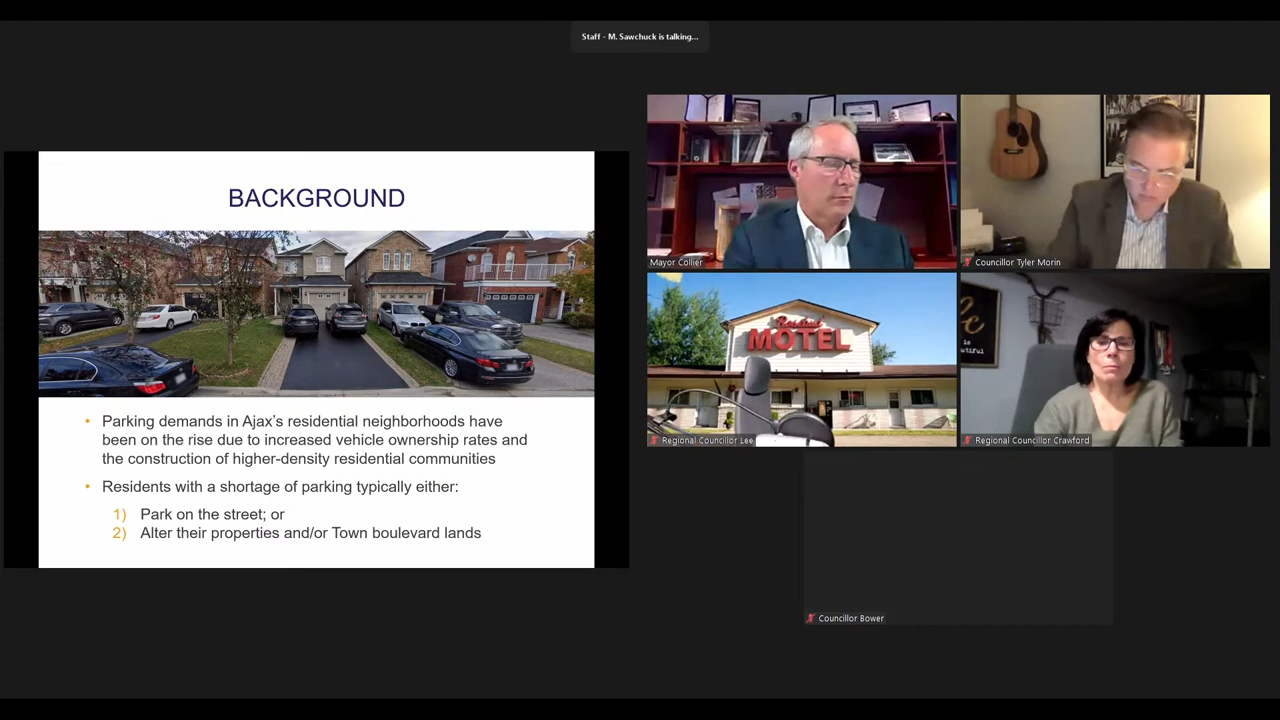 Staff - M. Sawchuck is talking...
BACKGROUND
Parking demands in Ajax's residential neighborhoods have
been on the rise due to increased vehicle ownership rates and
the construction of higher-density residential communities
Residents with a shortage of parking typically either:
1) Park on the street; or
2) Alter their properties and/or Town boulevard lands
Mayor Collier
Councillor Tyler Morin
MOTEL
Regional Councillor Lee
Regional Councillor Crawford
Councillor Bower